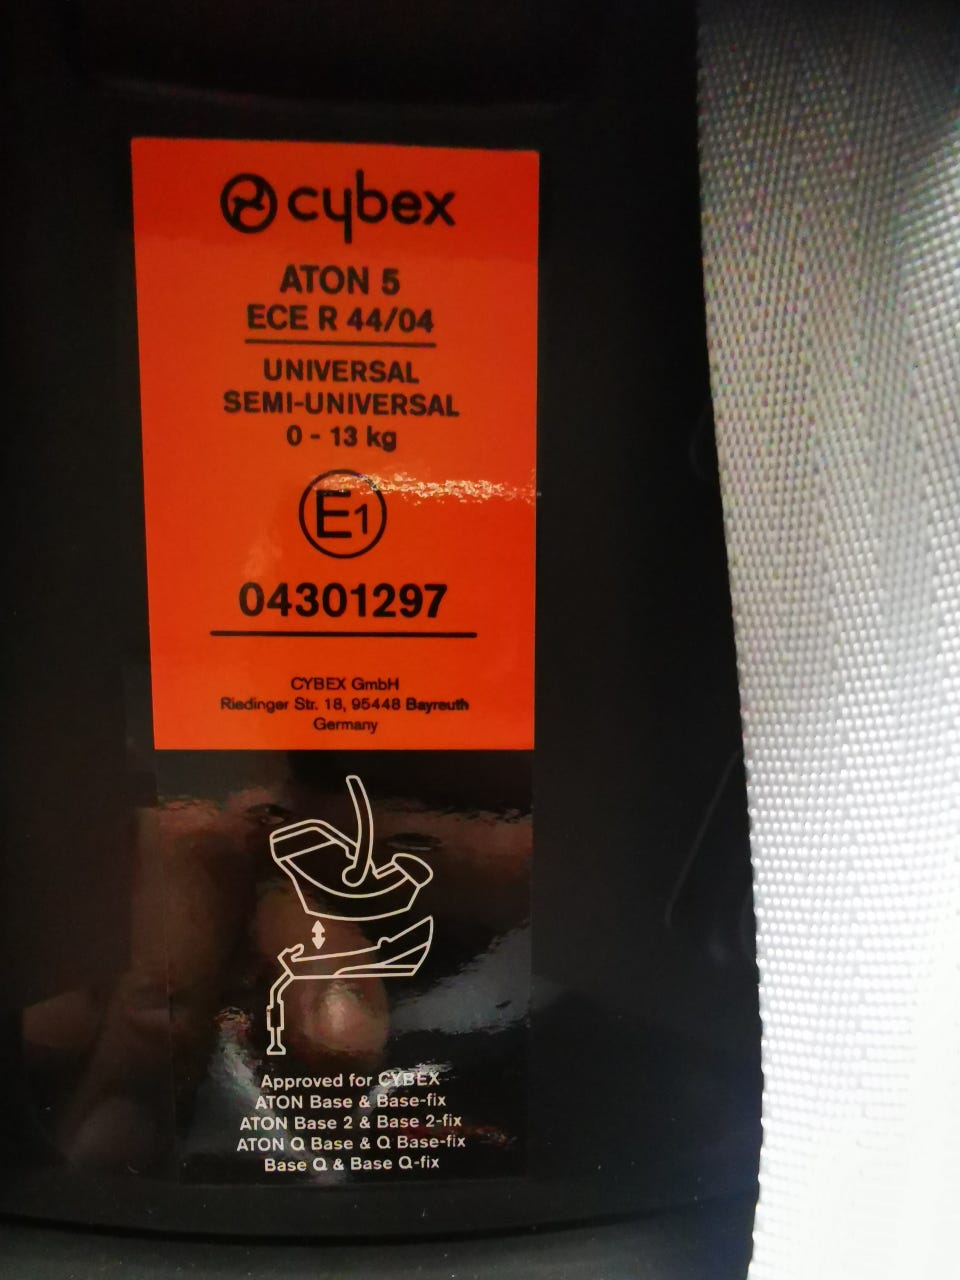 cybex
ATON 5
ECE R 44/04
UNIVERSAL
SEMI-UNIVERSAL
0 - 13 kg
E1
04301297
CYBEX GmbH
Riedinger Str. 18, 95448 Bayreuth
Germany
Approved for CYBEX
ATON Base & Base-fix
ATON Base 2 & Base 2-fix
ATON Q Base & Q Base-fix
Base Q & Base Q-fix